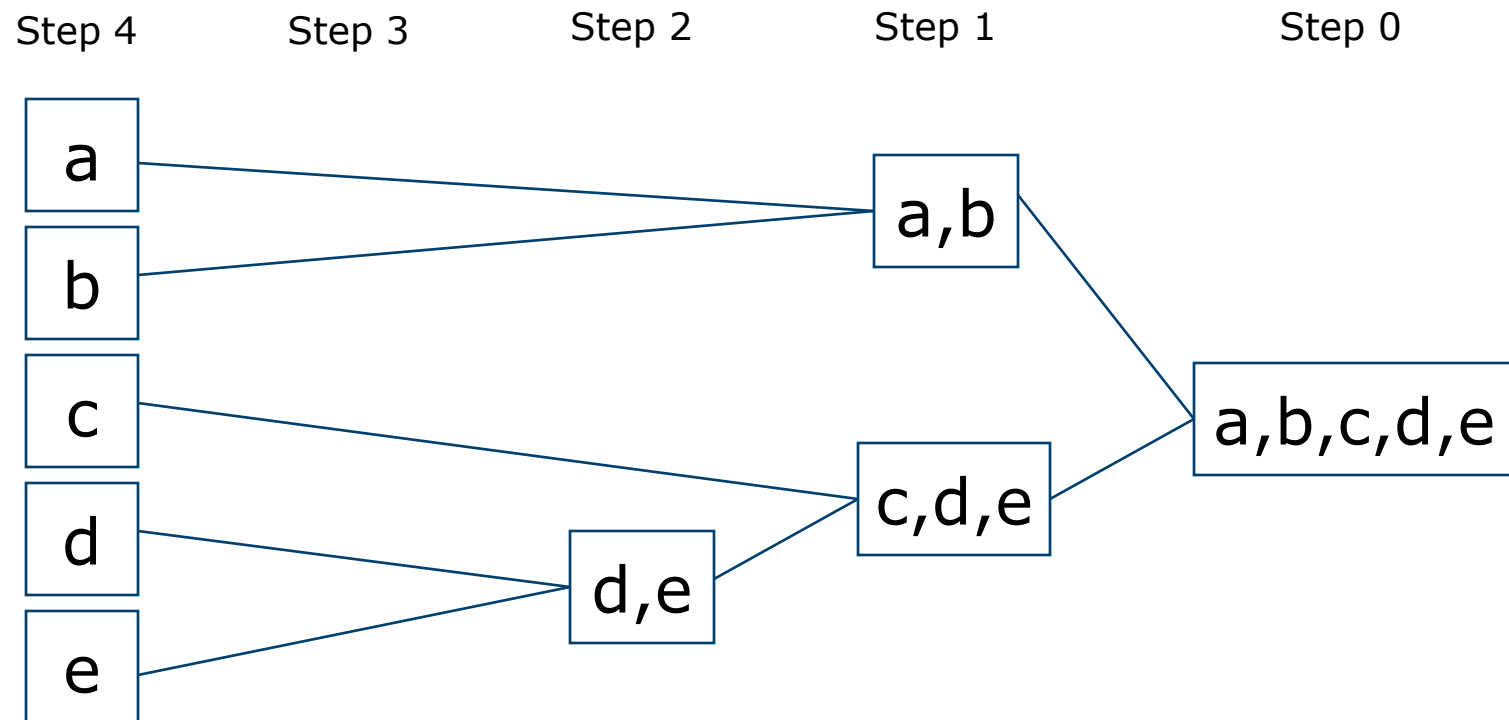 Step 4 Step 3 Step 2 Step 1 Step 0
a
b
c
d
e
a,b
d,e
c,d,e
a,b,c,d,e